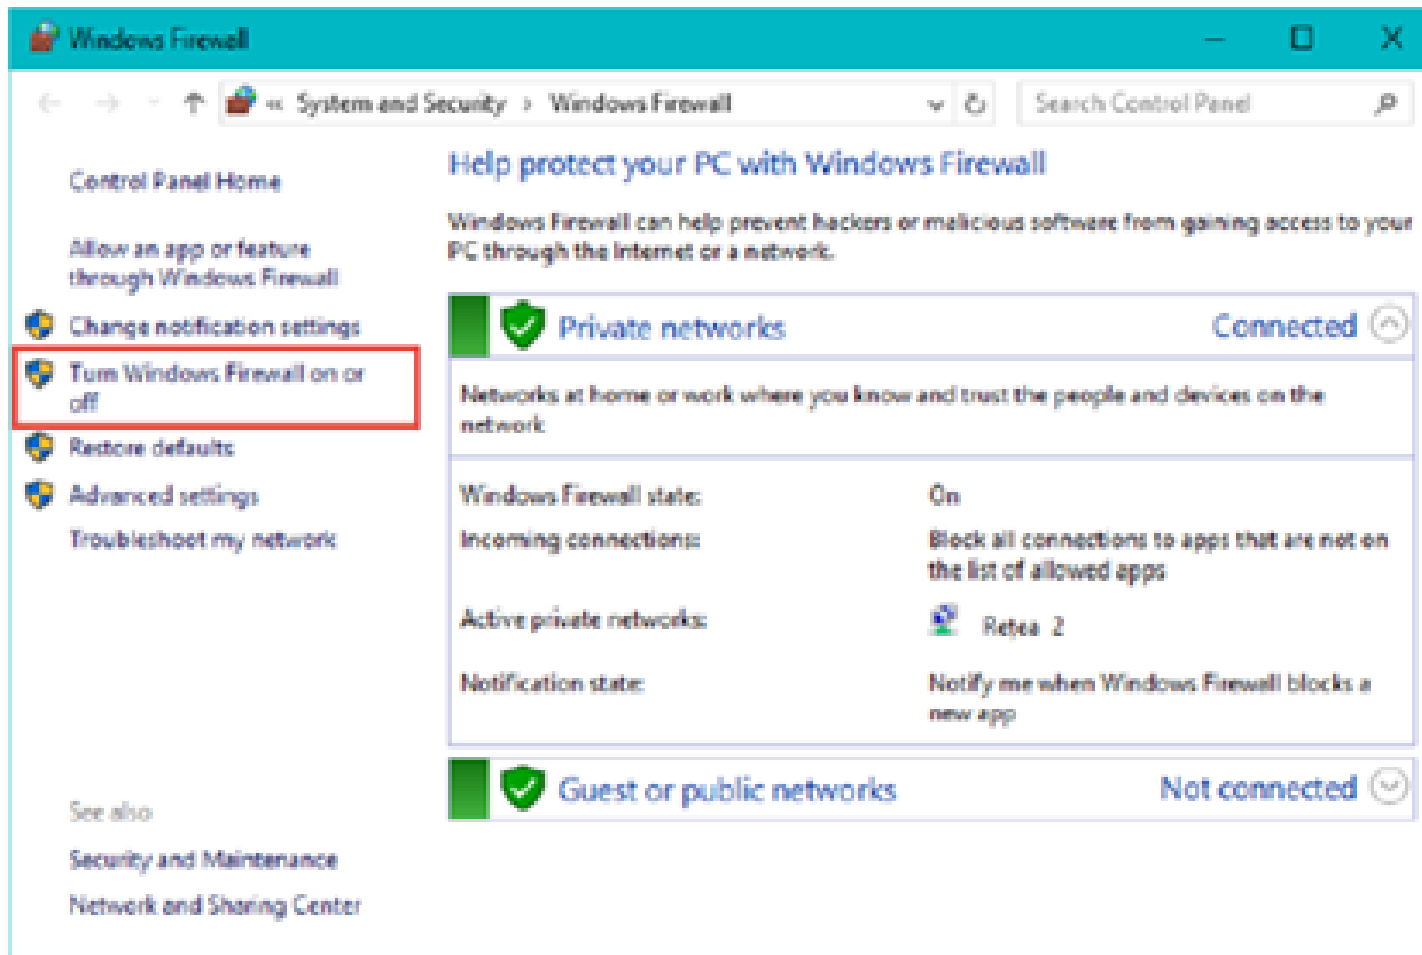 Windows Firewall
System and Security > Windows Firewall
Search Control Panel
Control Panel Home
Allow an app or feature
through Windows Firewall
Change notification settings
Turn Windows Firewall on or
off
Restore defaults
Advanced settings
Troubleshoot my network
See also
Security and Maintenance
Network and Sharing Center
Help protect your PC with Windows Firewall
Windows Firewall can help prevent hackers or malicious software from gaining access to your
PC through the Internet or a network.
Private networks Connected
Networks at home or work where you know and trust the people and devices on the
network
Windows Firewall state: On
Incoming connections: Block all connections to apps that are not on
the list of allowed apps
Active private networks: Rețea 2
Notification state: Notify me when Windows Firewall blocks a
new app
Guest or public networks Not connected